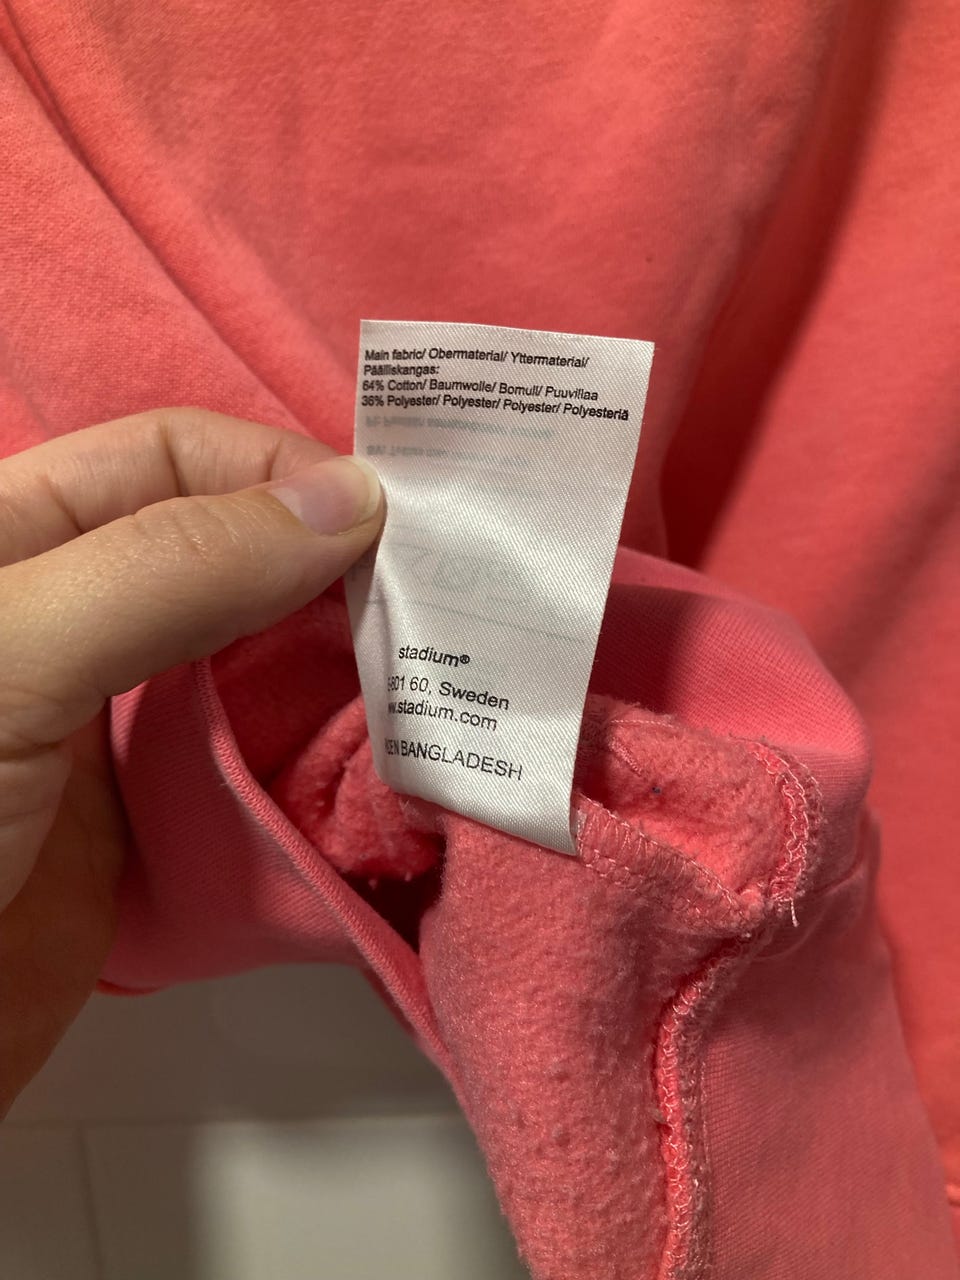 Main fabric/ Obermaterial/ Yttermaterial/
Päälliskangas:
64% Cotton/ Baumwolle/ Bomull/ Puuvillaa
36% Polyester/ Polyester/ Polyester/ Polyesteriä
stadium®
601 60, Sweden
.stadium.com
BANGLADESH